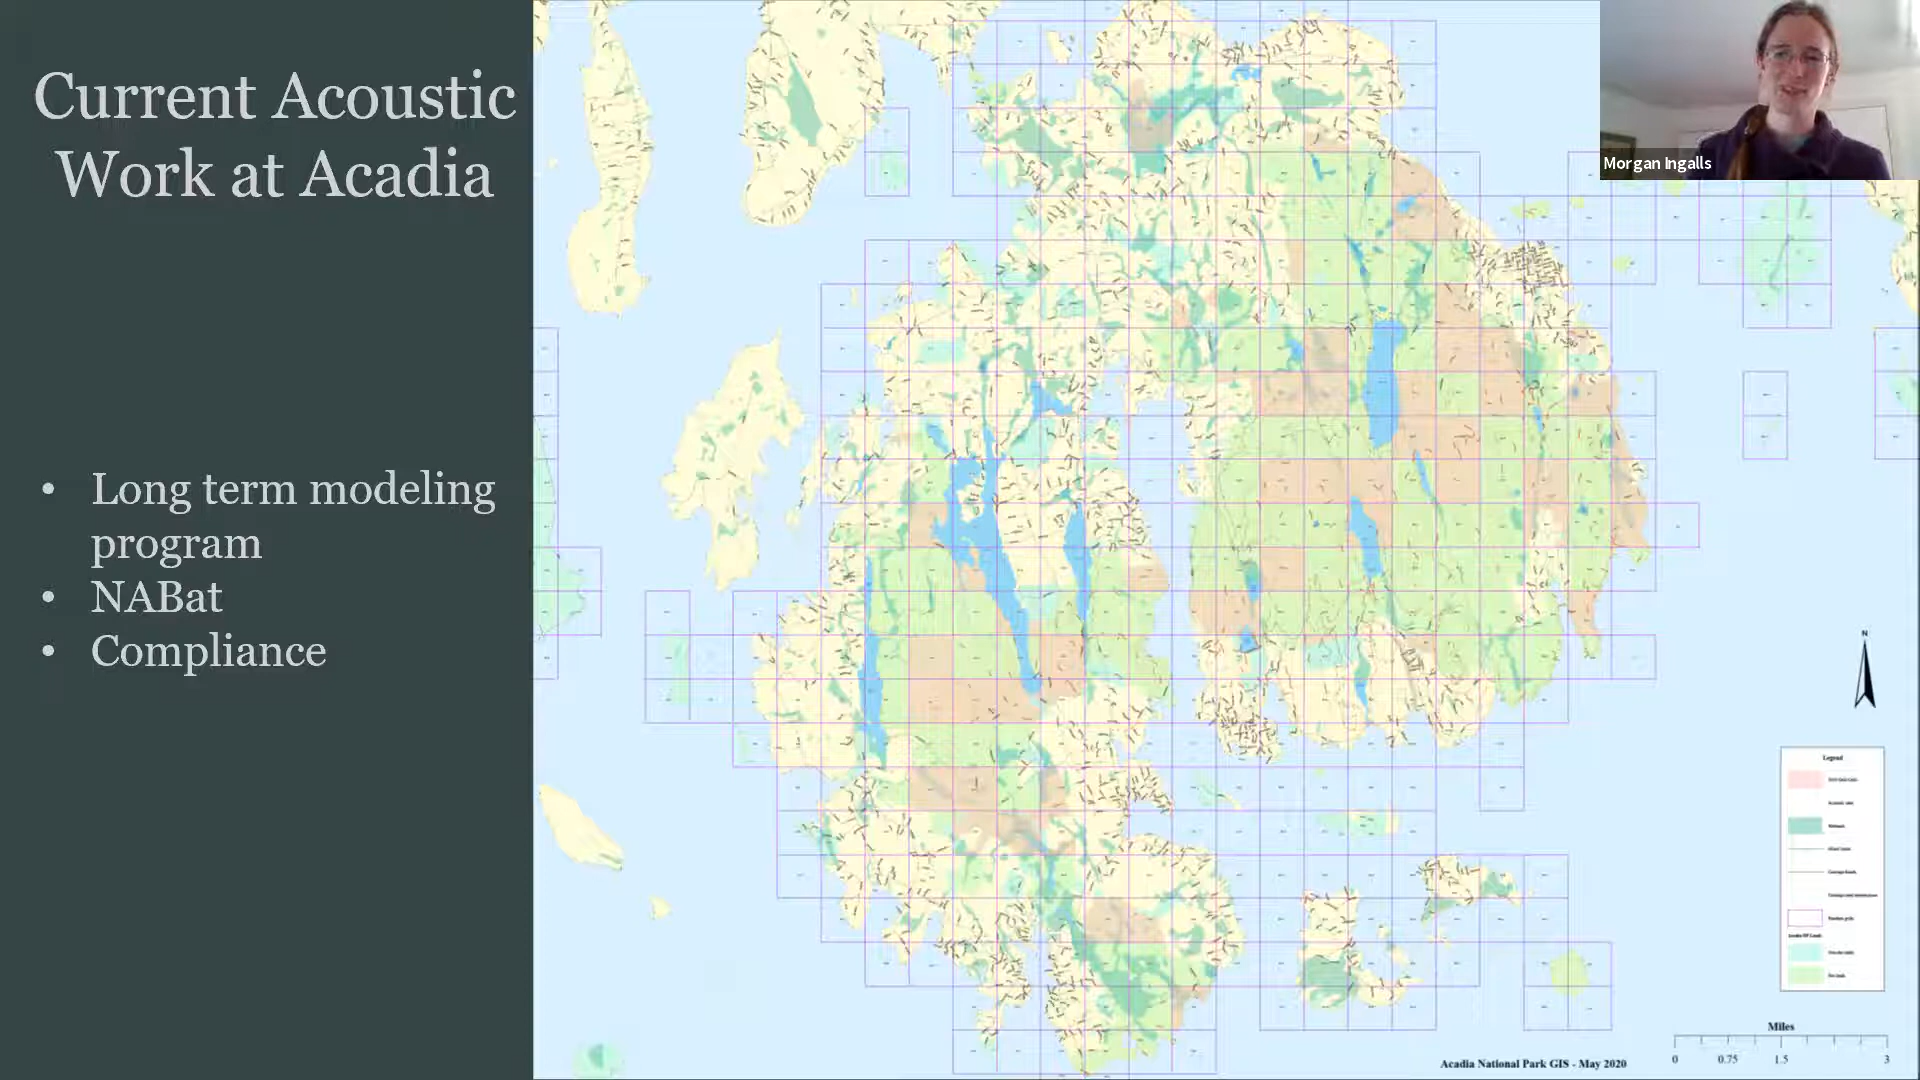 Current Acoustic
Work at Acadia
• Long term modeling
program
• NABat
• Compliance
Morgan Ingalls
N
Legend
Miles
0 0.75 1.5 3
Acadia National Park GIS - May 2020